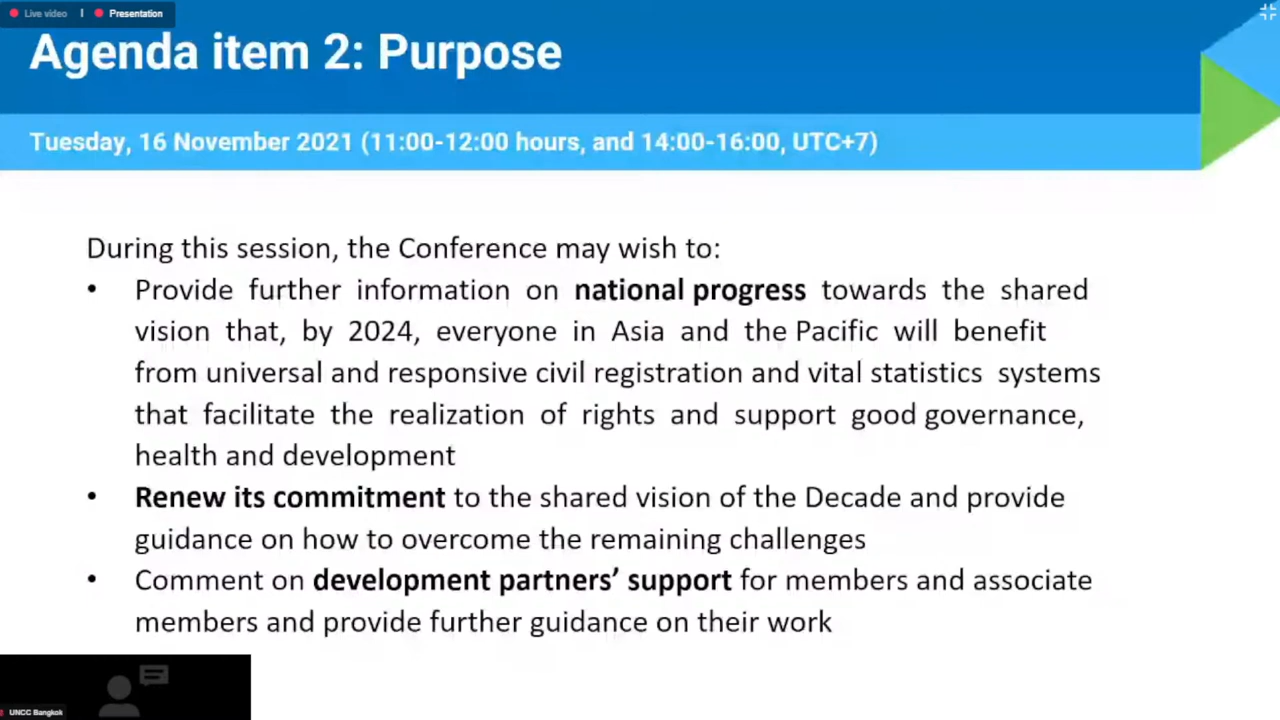 Live video | Presentation
Agenda item 2: Purpose
Tuesday, 16 November 2021 (11:00-12:00 hours, and 14:00-16:00, UTC+7)
During this session, the Conference may wish to:
• Provide further information on national progress towards the shared
vision that, by 2024, everyone in Asia and the Pacific will benefit
from universal and responsive civil registration and vital statistics systems
that facilitate the realization of rights and support good governance,
health and development
• Renew its commitment to the shared vision of the Decade and provide
guidance on how to overcome the remaining challenges
• Comment on development partners’ support for members and associate
members and provide further guidance on their work
UNCC Bangkok